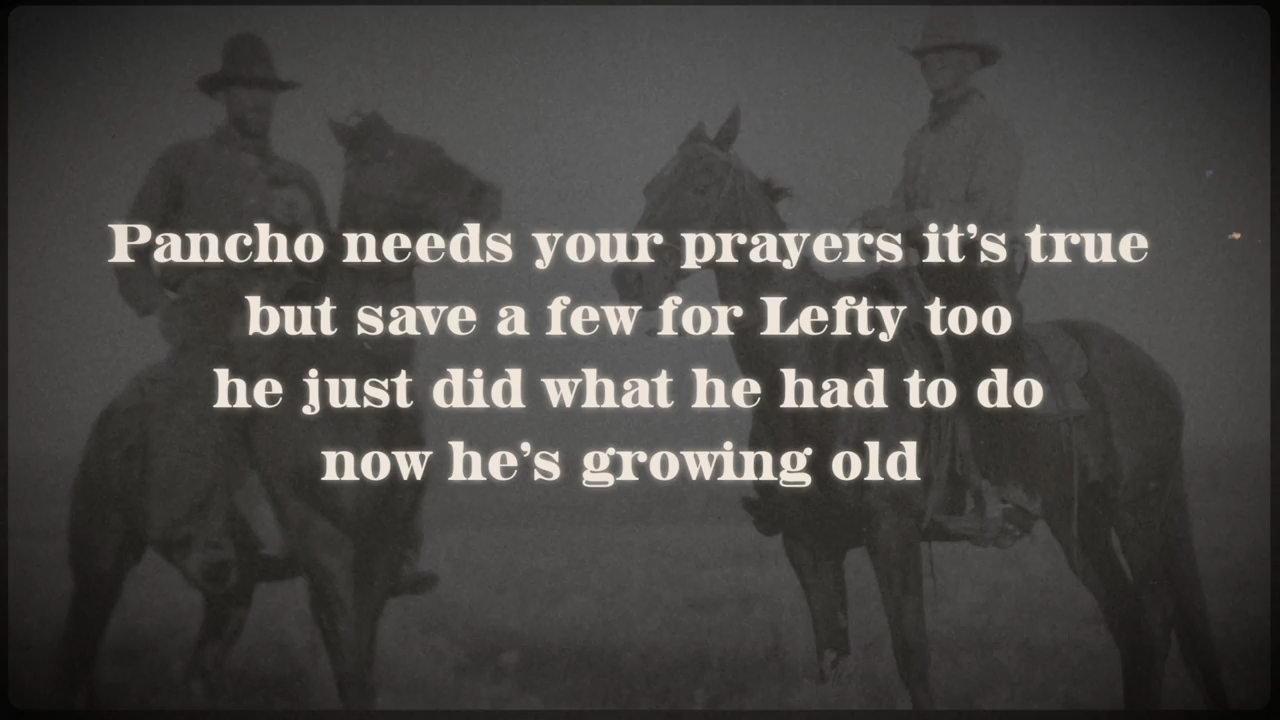 Pancho needs your prayers it’s true
but save a few for Lefty too
he just did what he had to do
now he’s growing old